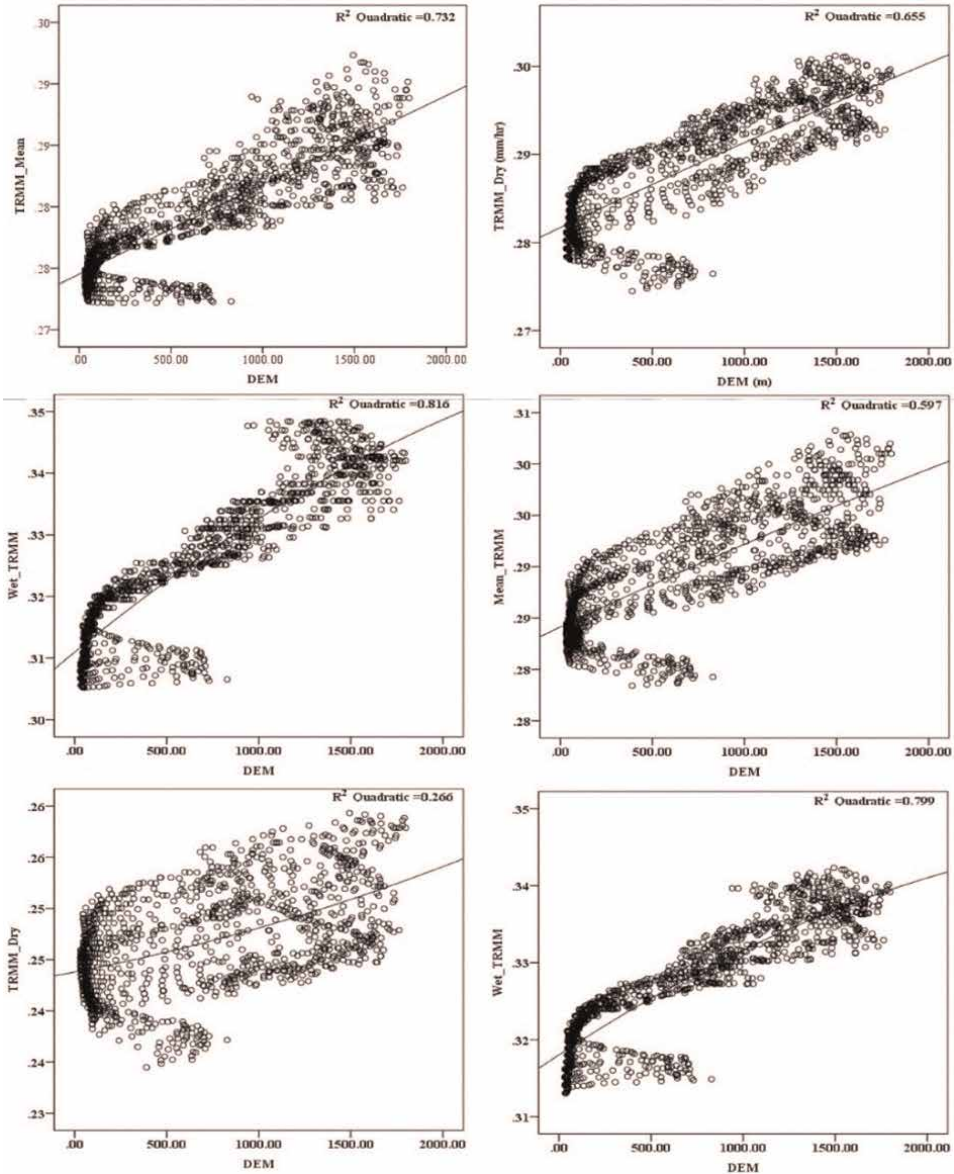 R² Quadratic =0.732
TRMM_Mean
.30
.29
.29
.28
.28
.27
.00 500.00 1000.00 1500.00 2000.00
DEM
R² Quadratic =0.655
TRMM_Dry (mm/hr)
.30
.29
.28
.27
.00 500.00 1000.00 1500.00 2000.00
DEM (m)
R² Quadratic =0.816
Wet_TRMM
.35
.34
.33
.32
.31
.30
.00 500.00 1000.00 1500.00 2000.00
DEM
R² Quadratic =0.597
Mean_TRMM
.31
.30
.30
.29
.29
.28
.28
.00 500.00 1000.00 1500.00 2000.00
DEM
R² Quadratic =0.266
TRMM_Dry
.26
.26
.25
.25
.24
.24
.23
.00 500.00 1000.00 1500.00 2000.00
DEM
R² Quadratic =0.799
Wet_TRMM
.35
.34
.33
.32
.31
.00 500.00 1000.00 1500.00 2000.00
DEM